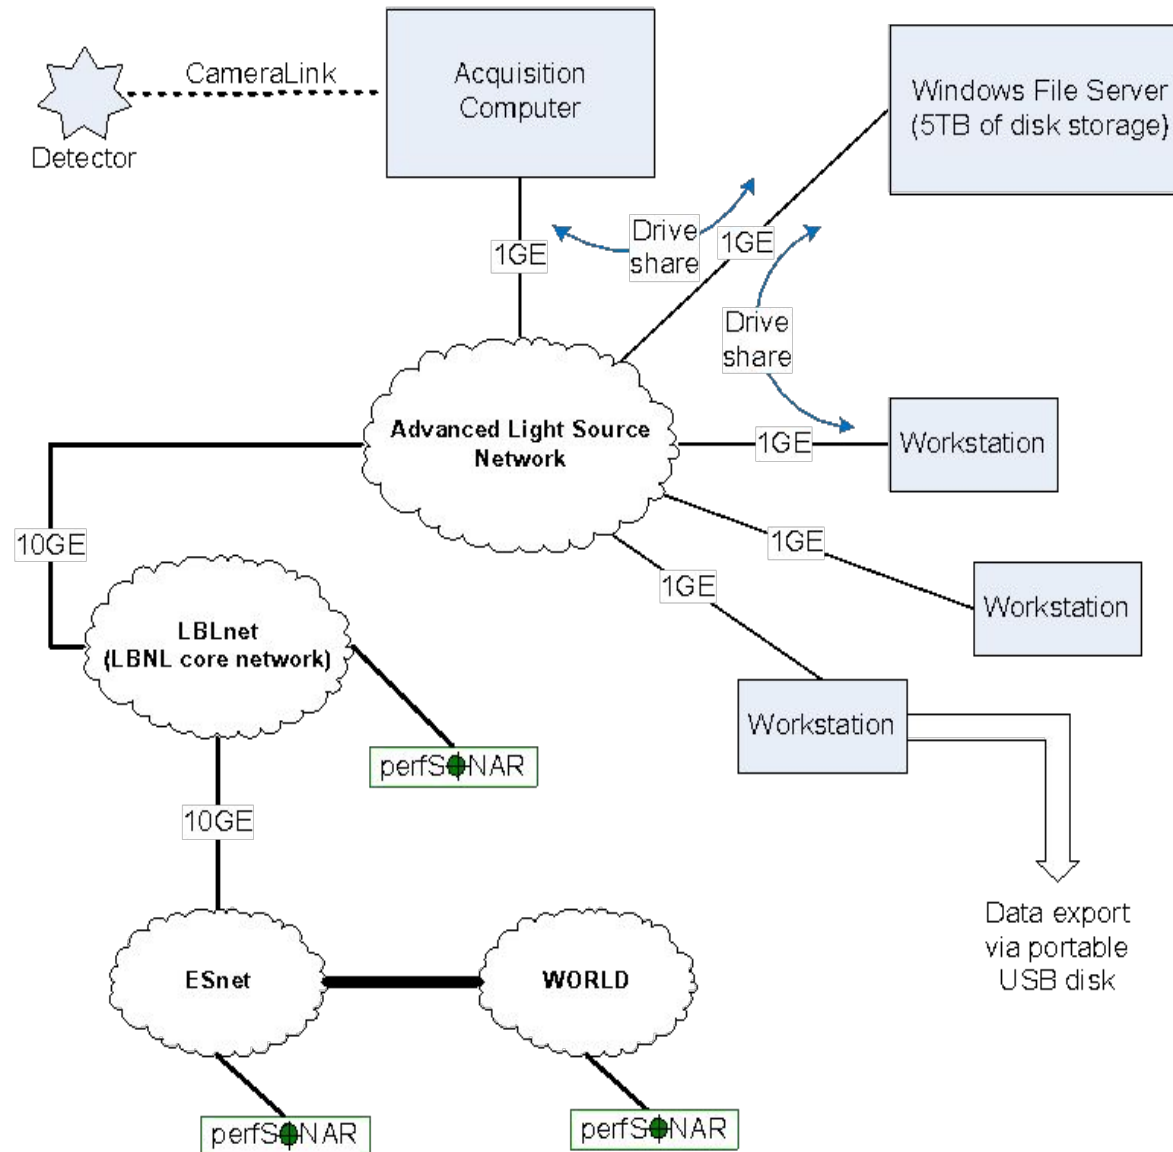 CameraLink
Detector
Acquisition
Computer
Windows File Server
(5TB of disk storage)
1GE
Drive
share
1GE
Drive
share
Advanced Light Source
Network
1GE
Workstation
1GE
Workstation
1GE
Workstation
10GE
LBLnet
(LBNL core network)
perfSONAR
10GE
Data export
via portable
USB disk
ESnet
WORLD
perfSONAR
perfSONAR